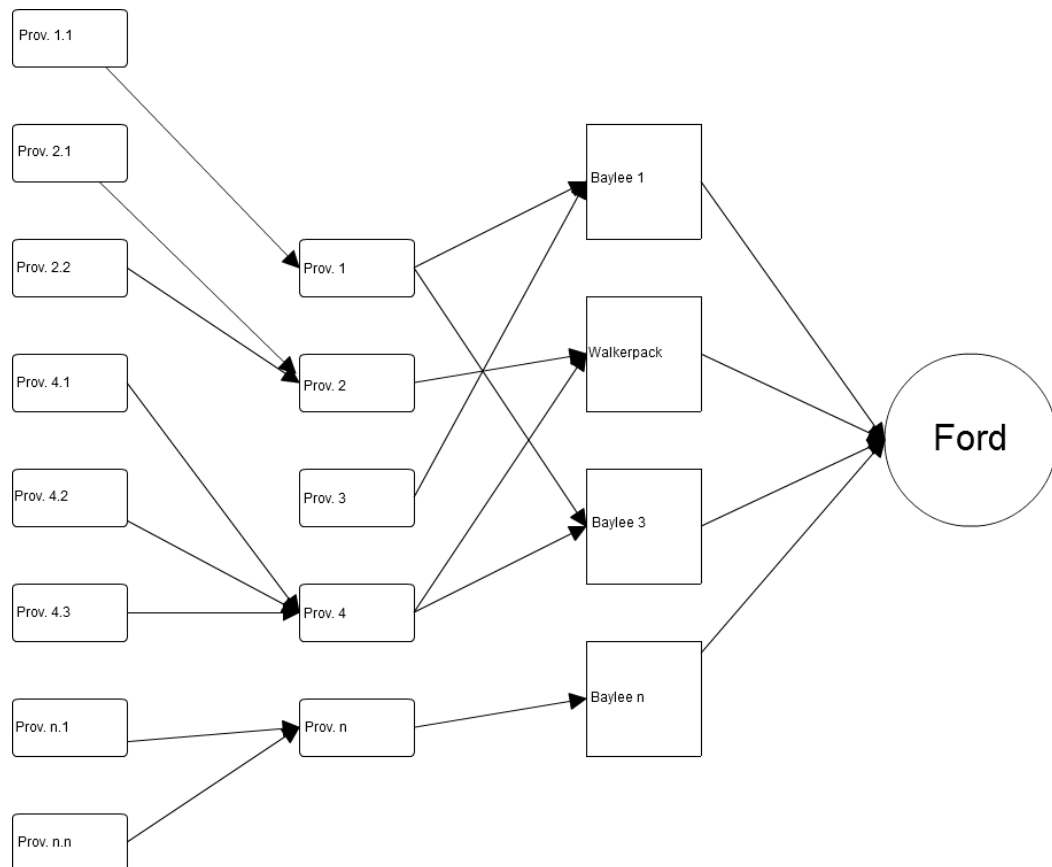 Prov. 1.1
Prov. 2.1
Prov. 2.2
Prov. 4.1
Prov. 4.2
Prov. 4.3
Prov. n.1
Prov. n.n
Prov. 1
Prov. 2
Prov. 3
Prov. 4
Prov. n
Baylee 1
Walkerpack
Baylee 3
Baylee n
Ford